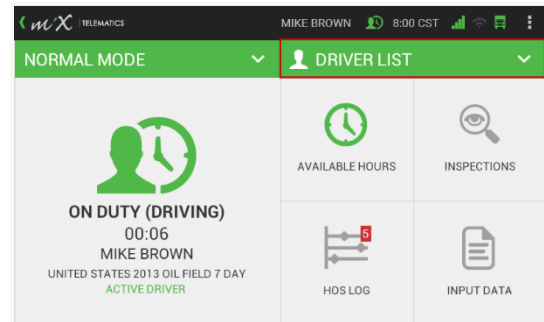 mix TELEMATICS
MIKE BROWN 8:00 CST
NORMAL MODE
DRIVER LIST
ON DUTY (DRIVING)
00:06
MIKE BROWN
UNITED STATES 2013 OIL FIELD 7 DAY
ACTIVE DRIVER
AVAILABLE HOURS
INSPECTIONS
5
HOS LOG
INPUT DATA